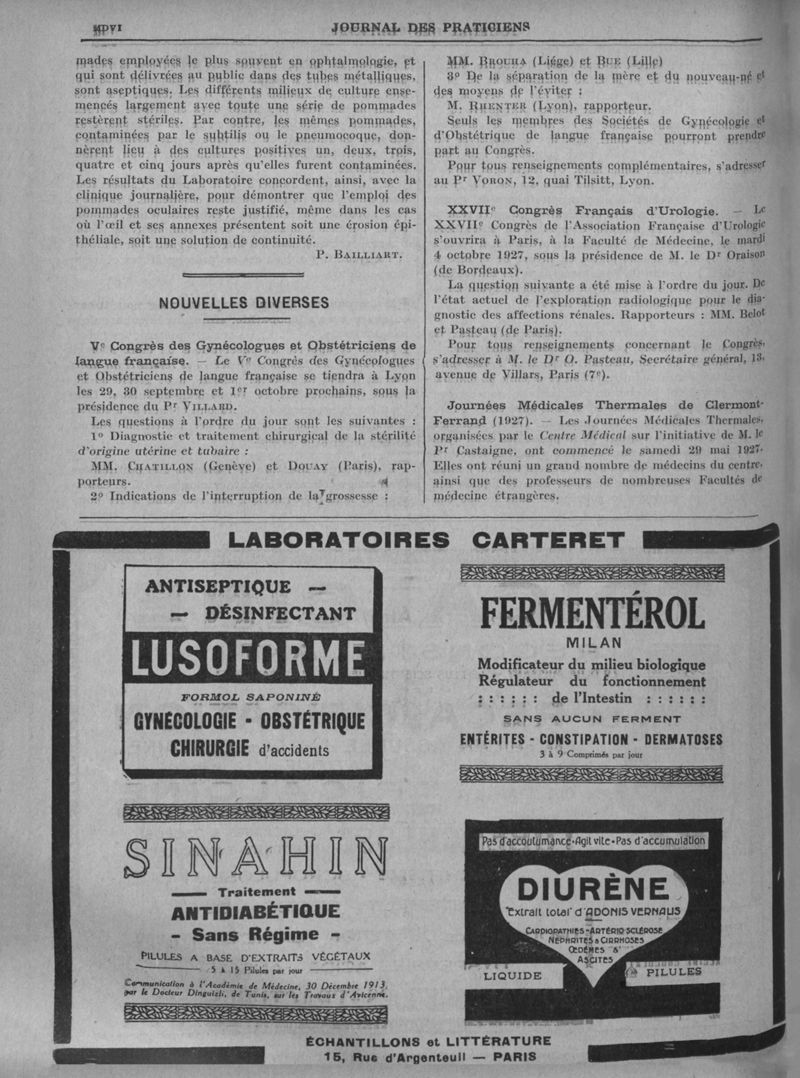 MDVI
JOURNAL DES PRATICIENS
mades employées le plus souvent en ophtalmologie, et
qui sont délivrées au public dans des tubes métalliques,
sont aseptiques. Les différents milieux de culture ense-
mencés largement avec toute une série de pommades
restèrent stériles. Par contre, les mêmes pommades,
contaminées par le subtilis ou le pneumocoque, don-
nèrent lieu à des cultures positives un, deux, trois,
quatre et cinq jours après qu'elles furent contaminées.
Les résultats du Laboratoire concordent, ainsi, avec la
clinique journalière, pour démontrer que l'emploi des
pommades oculaires reste justifié, même dans les cas
où l'œil et ses annexes présentent soit une érosion épi-
théliale, soit une solution de continuité.
P. BAILLIART.
NOUVELLES DIVERSES
Ve Congrès des Gynécologues et Obstétriciens de
langue française. — Le Ve Congrès des Gynécologues
et Obstétriciens de langue française se tiendra à Lyon
les 29, 30 septembre et 1er octobre prochains, sous la
présidence du Pr VILLARD.
Les questions à l'ordre du jour sont les suivantes :
1o Diagnostic et traitement chirurgical de la stérilité
d'origine utérine et tubaire :
MM. CHATILLON (Genève) et DOUAY (Paris), rap-
porteurs.
2o Indications de l'interruption de la grossesse :
MM. BROUHA (Liége) et BUE (Lille)
3o De la séparation de la mère et du nouveau-né et
des moyens de l'éviter :
M. RHENTER (Lyon), rapporteur.
Seuls les membres des Sociétés de Gynécologie et
d'Obstétrique de langue française pourront prendre
part au Congrès.
Pour tous renseignements complémentaires, s'adresser
au Pr VORON, 12, quai Tilsitt, Lyon.
XXVIIe Congrès Français d'Urologie. — Le
XXVIIe Congrès de l'Association Française d'Urologie
s'ouvrira à Paris, à la Faculté de Médecine, le mardi
4 octobre 1927, sous la présidence de M. le Dr Oraison
(de Bordeaux).
La question suivante a été mise à l'ordre du jour. De
l'état actuel de l'exploration radiologique pour le dia-
gnostic des affections rénales. Rapporteurs : MM. Belot
et Pasteau (de Paris).
Pour tous renseignements concernant le Congrès,
s'adresser à M. le Dr O. Pasteau, Secrétaire général, 13,
avenue de Villars, Paris (7e).
Journées Médicales Thermales de Clermont-
Ferrand (1927). — Les Journées Médicales Thermales,
organisées par le Centre Médical sur l'initiative de M. le
Pr Castaigne, ont commencé le samedi 29 mai 1927.
Elles ont réuni un grand nombre de médecins du centre,
ainsi que des professeurs de nombreuses Facultés de
médecine étrangères.
LABORATOIRES CARTERET
ANTISEPTIQUE —
— DÉSINFECTANT
LUSOFORME
FORMOL SAPONINÉ
GYNÉCOLOGIE - OBSTÉTRIQUE
CHIRURGIE d'accidents
FERMENTÉROL
MILAN
Modificateur du milieu biologique
Régulateur du fonctionnement
: : : : : : de l'Intestin : : : : : :
SANS AUCUN FERMENT
ENTÉRITES - CONSTIPATION - DERMATOSES
3 à 9 Comprimés par jour
SINAHIN
Traitement
ANTIDIABÉTIQUE
- Sans Régime -
PILULES A BASE D'EXTRAITS VÉGÉTAUX
5 à 15 Pilules par jour
Communication à l'Académie de Médecine, 30 Décembre 1913,
par le Docteur Dinguizli, de Tunis, sur les Travaux d'Avicenne.
Pas d'accoutumance • Agit vite • Pas d'accumulation
DIURÈNE
"Extrait total" d'ADONIS VERNALIS
CARDIOPATHIES - ARTÉRIO SCLÉROSE
NÉPHRITES & CIRRHOSES
ŒDÈMES &
ASCITES
LIQUIDE
PILULES
ÉCHANTILLONS et LITTÉRATURE
15, Rue d'Argenteuil — PARIS